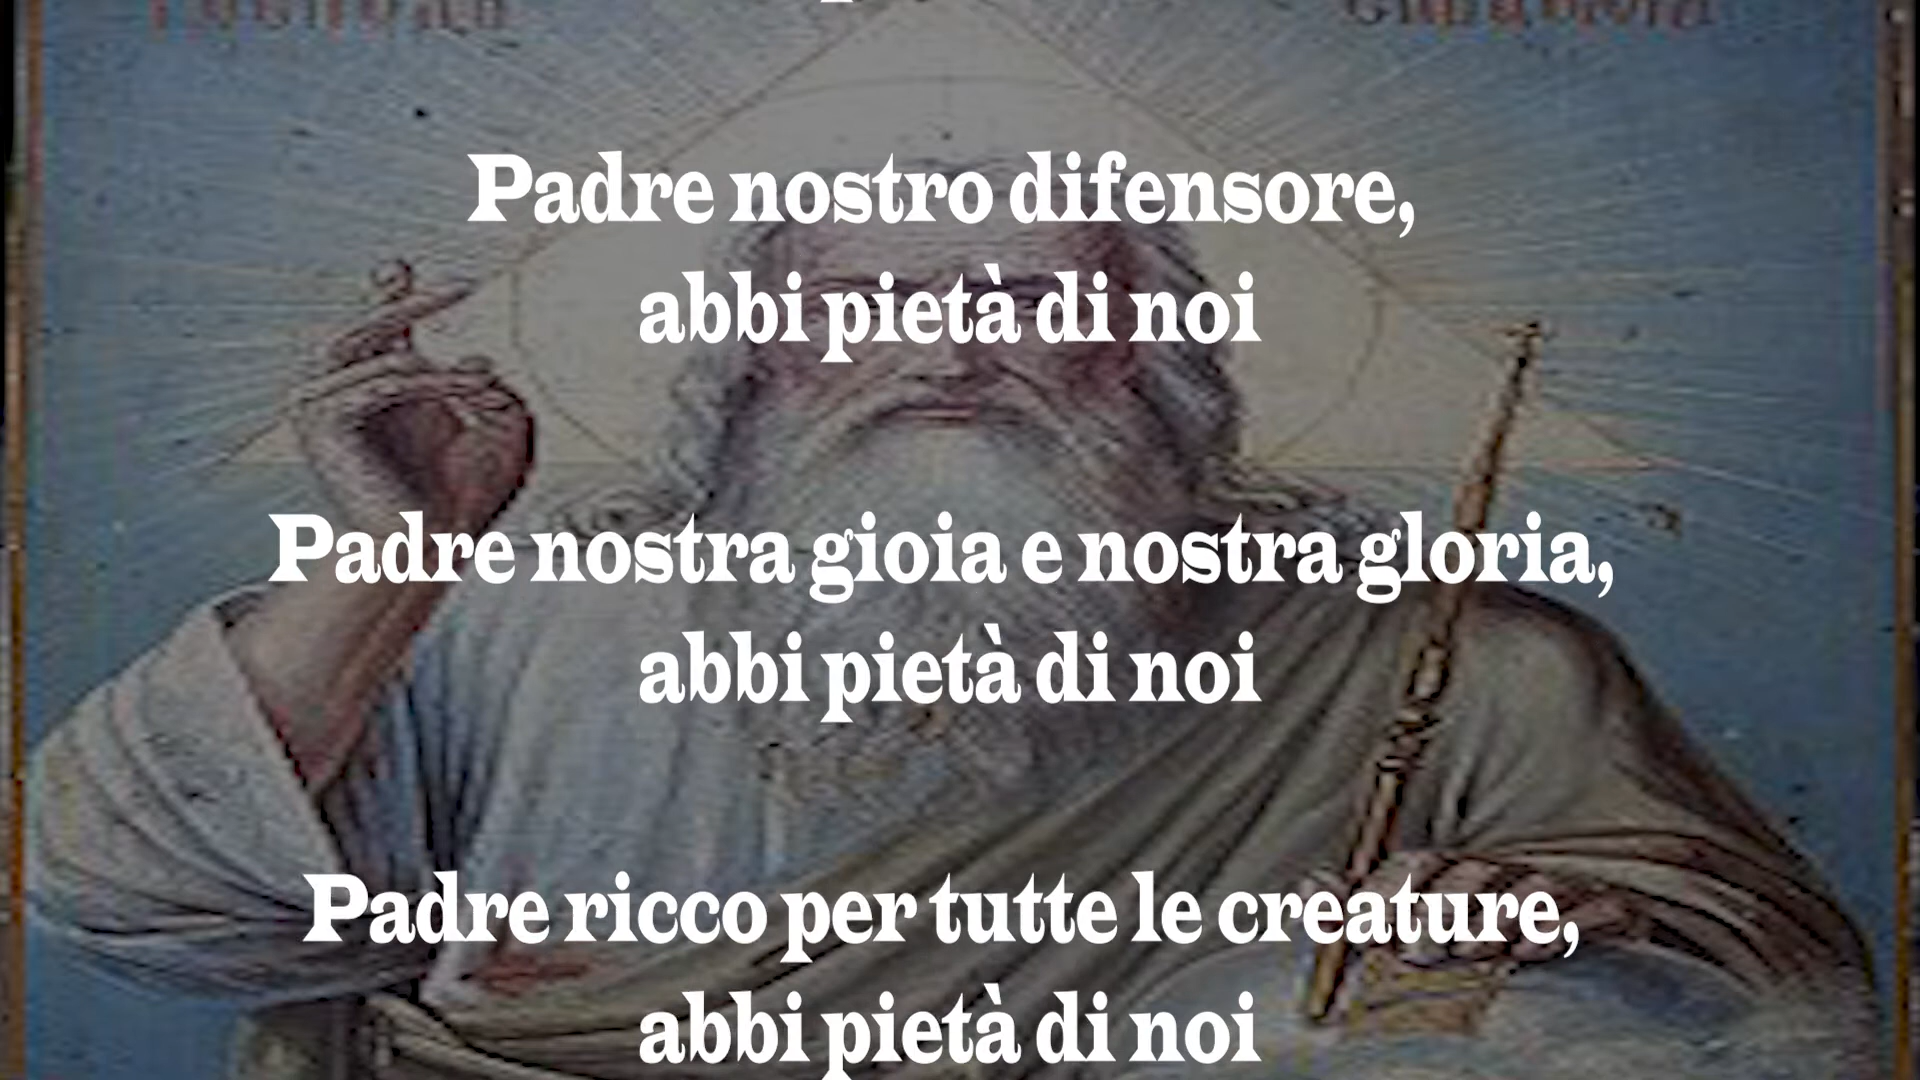 Padre nostro difensore,
abbi pietà di noi
Padre nostra gioia e nostra gloria,
abbi pietà di noi
Padre ricco per tutte le creature,
abbi pietà di noi